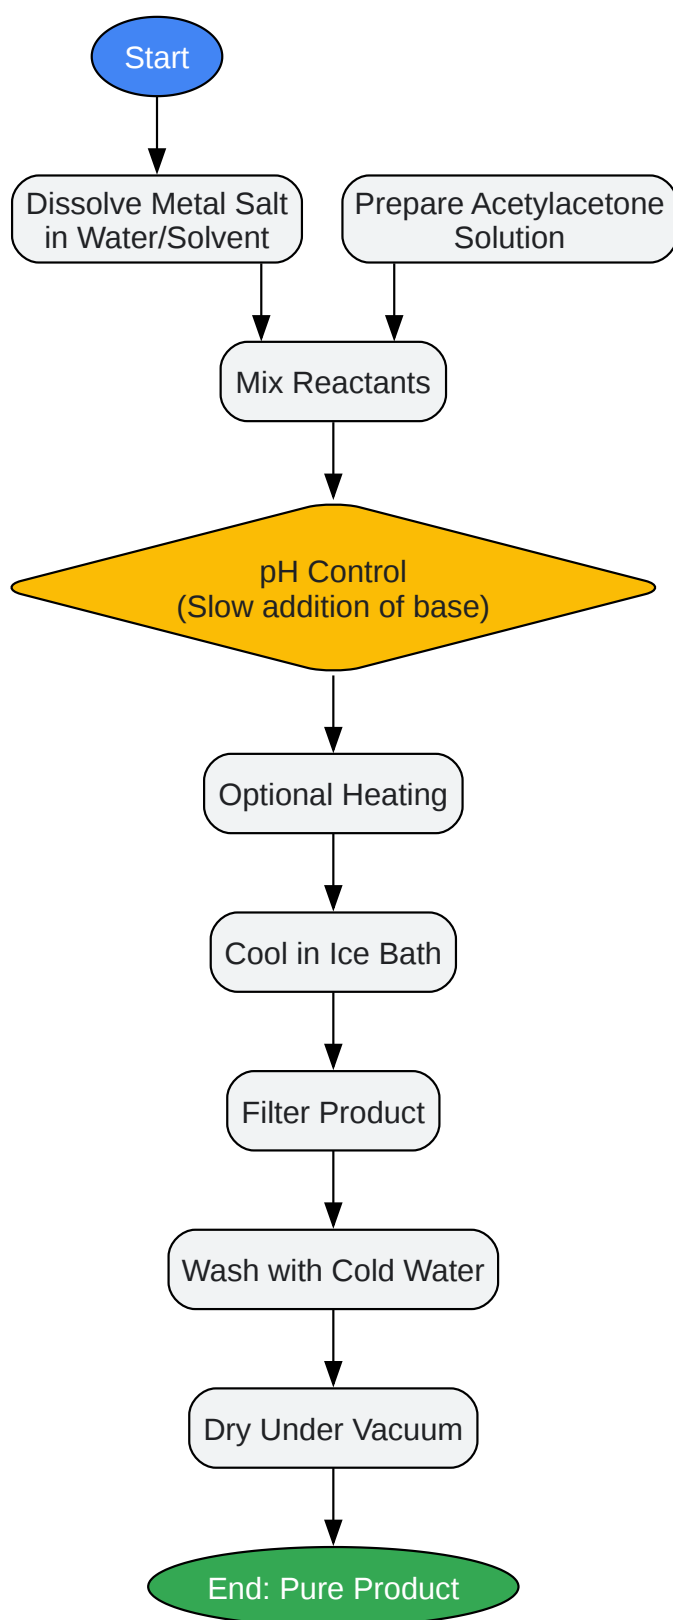 Start
Dissolve Metal Salt
in Water/Solvent
Prepare Acetylacetone
Solution
Mix Reactants
pH Control
(Slow addition of base)
Optional Heating
Cool in Ice Bath
Filter Product
Wash with Cold Water
Dry Under Vacuum
End: Pure Product